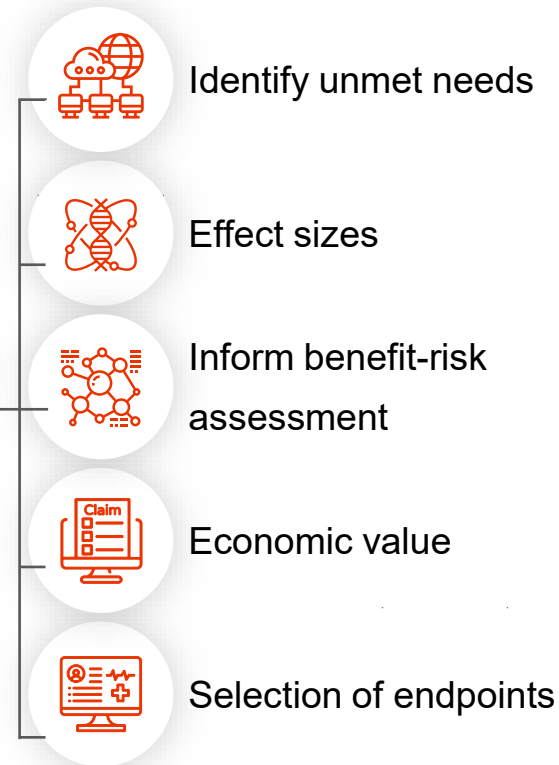 Identify unmet needs
Effect sizes
Inform benefit-risk
assessment
Claim
Economic value
Selection of endpoints